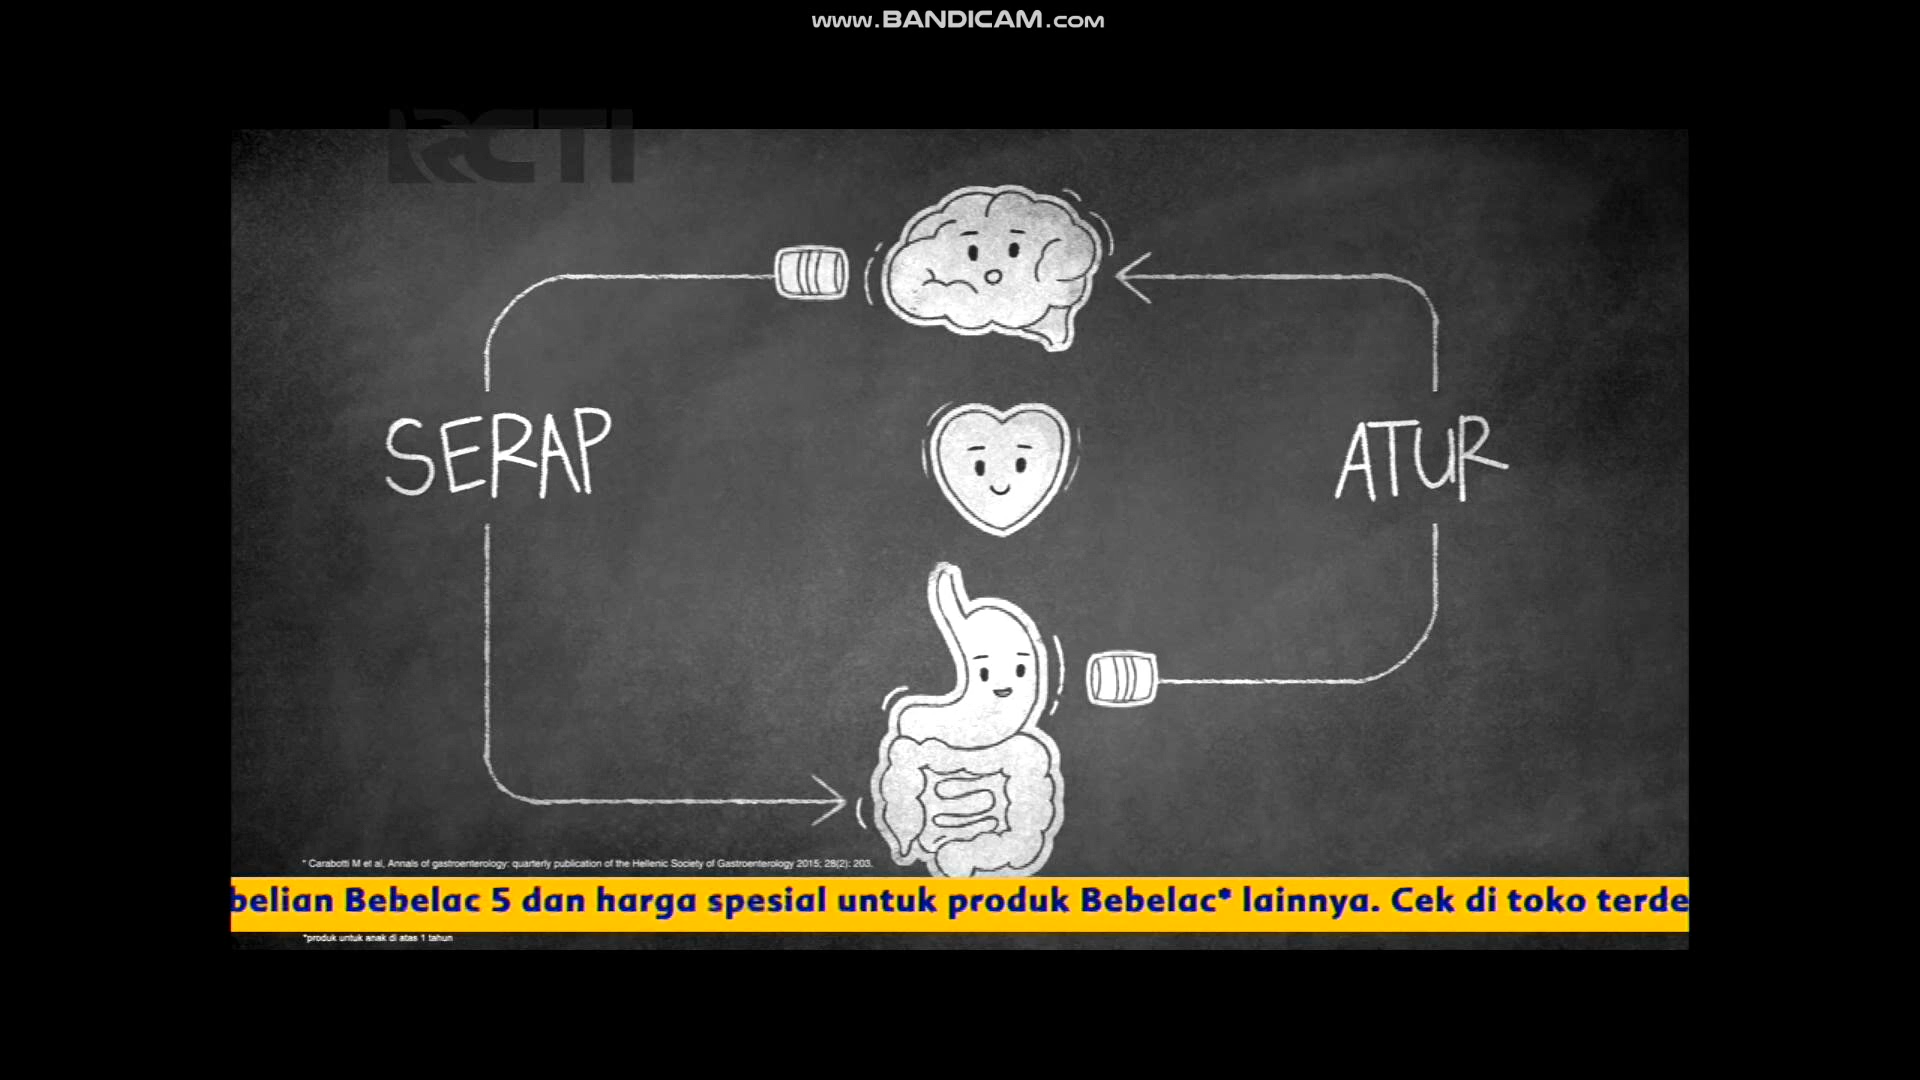 www.BANDICAM.com
RCTI
SERAP
ATUR
* Carabotti M et al, Annals of gastroenterology: quarterly publication of the Hellenic Society of Gastroenterology 2015; 28(2): 203.
belian Bebelac 5 dan harga spesial untuk produk Bebelac* lainnya. Cek di toko terde
*produk untuk anak di atas 1 tahun